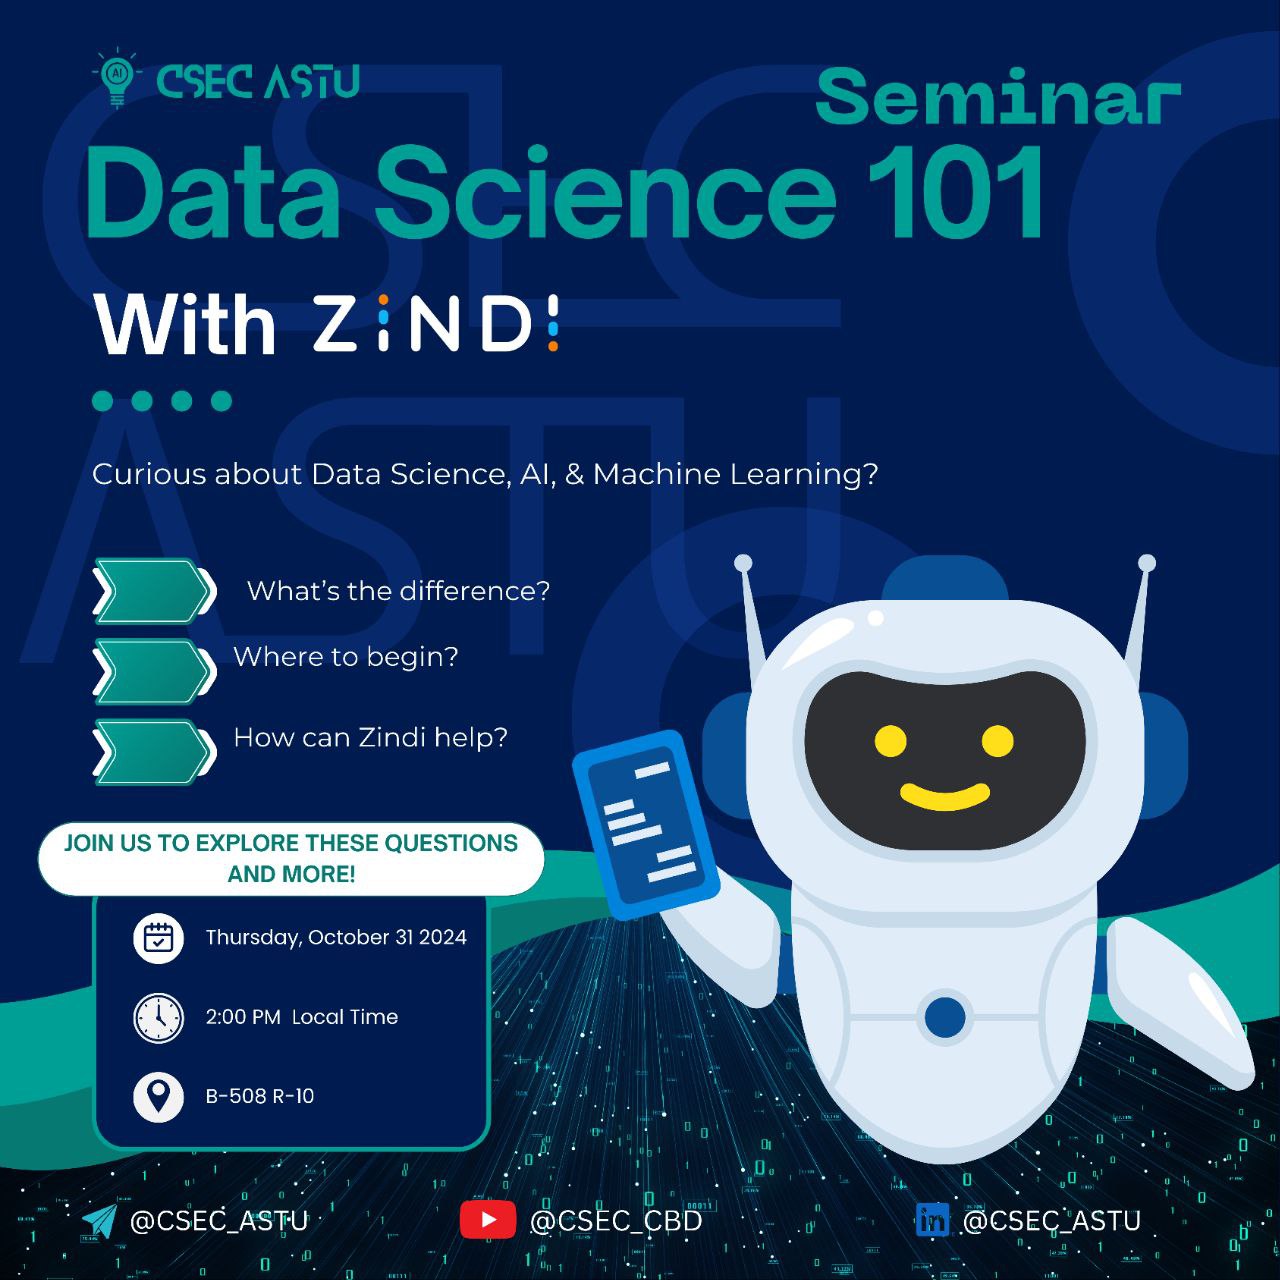 CSEC ASTU
Seminar
Data Science 101
With ZINDI
Curious about Data Science, AI, & Machine Learning?
What's the difference?
Where to begin?
How can Zindi help?
JOIN US TO EXPLORE THESE QUESTIONS
AND MORE!
Thursday, October 31 2024
2:00 PM Local Time
B-508 R-10
@CSEC_ASTU
@CSEC_CBD
@CSEC_ASTU